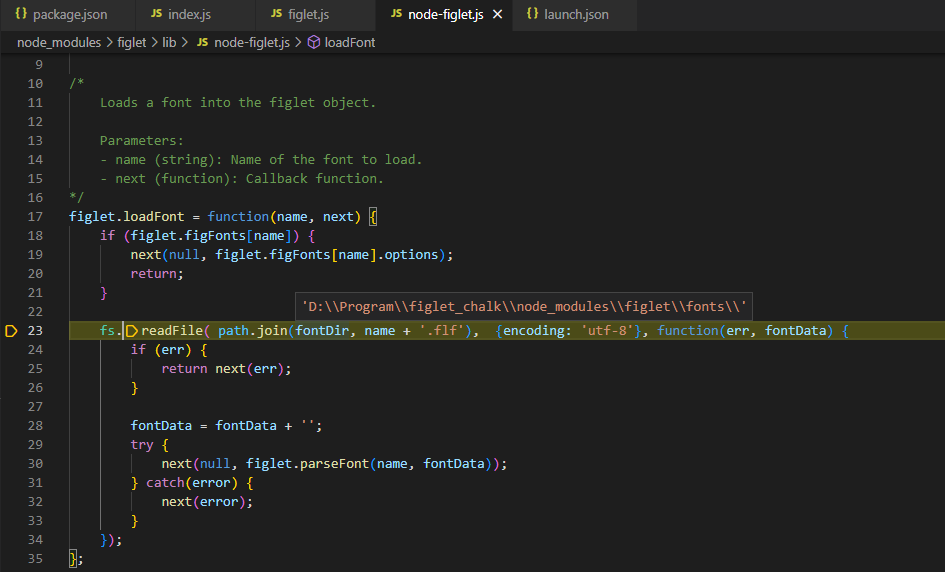 {} package.json JS index.js JS figlet.js JS node-figlet.js × {} launch.json
node_modules > figlet > lib > JS node-figlet.js > loadFont
9
10 /*
11 Loads a font into the figlet object.
12
13 Parameters:
14 - name (string): Name of the font to load.
15 - next (function): Callback function.
16 */
17 figlet.loadFont = function(name, next) {
18 if (figlet.figFonts[name]) {
19 next(null, figlet.figFonts[name].options);
20 return;
21 }
22
'D:\\Program\\figlet_chalk\\node_modules\\figlet\\fonts\\'
23 fs.readFile( path.join(fontDir, name + '.flf'),  {encoding: 'utf-8'}, function(err, fontData) {
24 if (err) {
25 return next(err);
26 }
27
28 fontData = fontData + '';
29 try {
30 next(null, figlet.parseFont(name, fontData));
31 } catch(error) {
32 next(error);
33 }
34 });
35 };